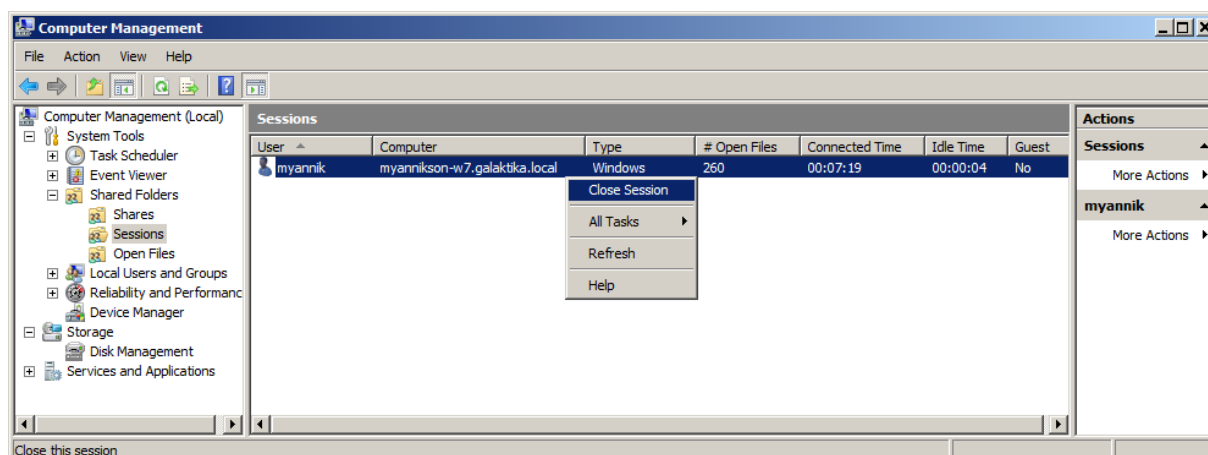 Computer Management
File Action View Help
Computer Management (Local)
System Tools
Task Scheduler
Event Viewer
Shared Folders
Shares
Sessions
Open Files
Local Users and Groups
Reliability and Performanc
Device Manager
Storage
Disk Management
Services and Applications
Sessions
User Computer Type # Open Files Connected Time Idle Time Guest
myannik myannikson-w7.galaktika.local Windows 260 00:07:19 00:00:04 No
Close Session
All Tasks
Refresh
Help
Actions
Sessions
More Actions
myannik
More Actions
Close this session